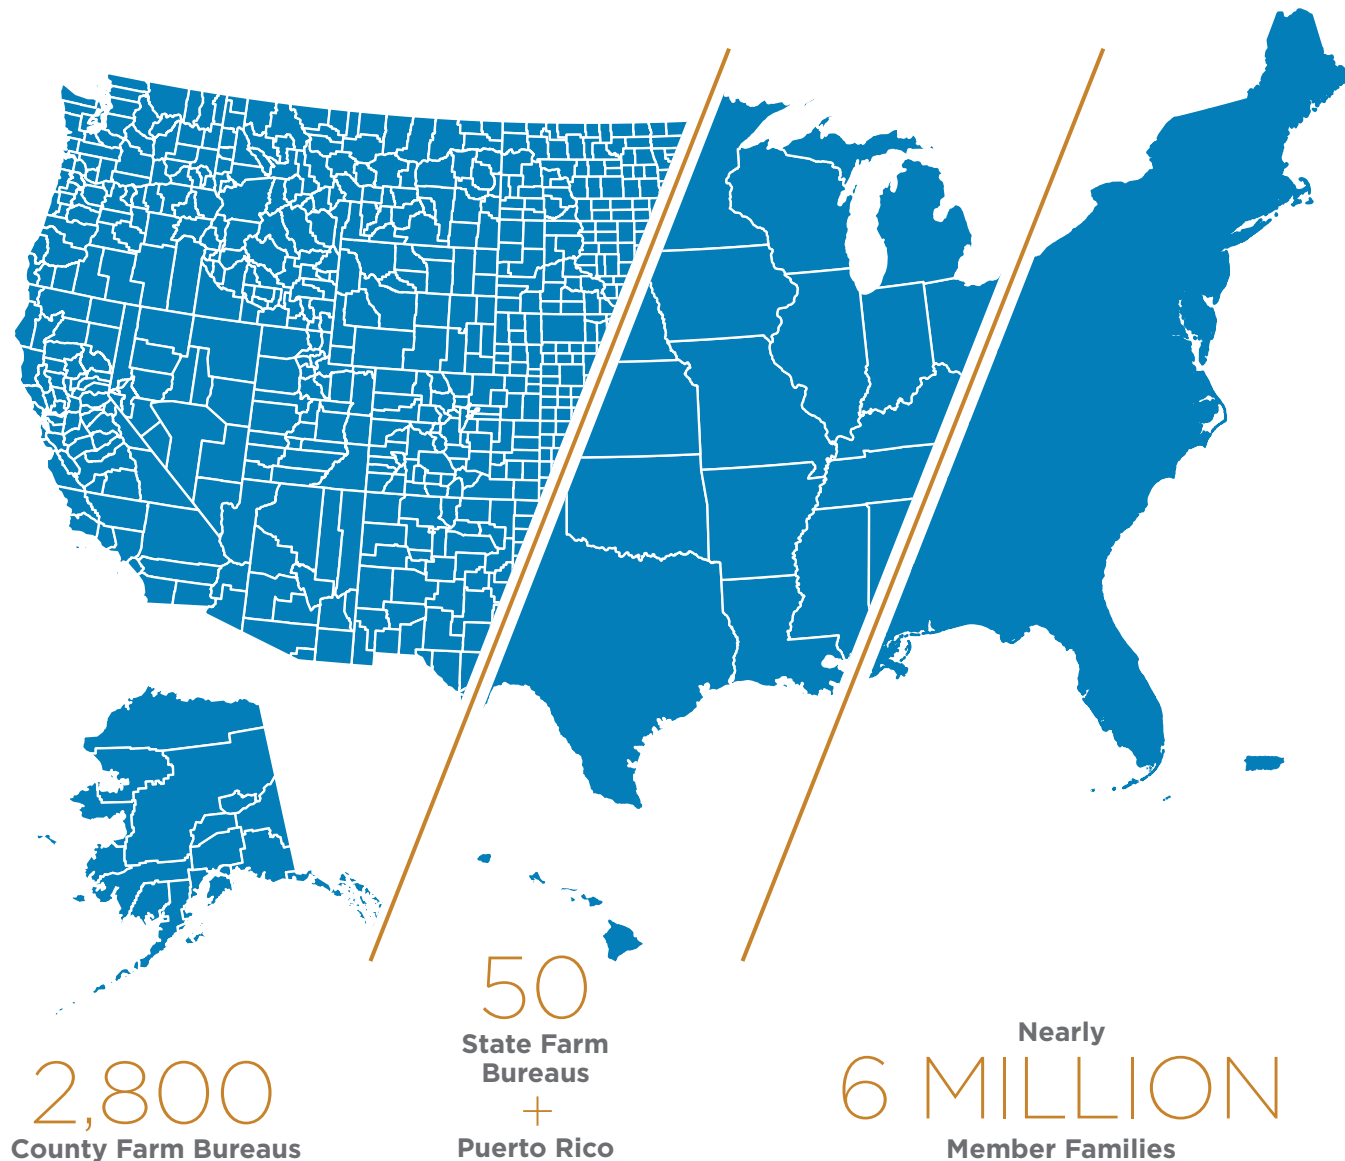 2,800
County Farm Bureaus
50
State Farm
Bureaus
+
Puerto Rico
Nearly
6 MILLION
Member Families